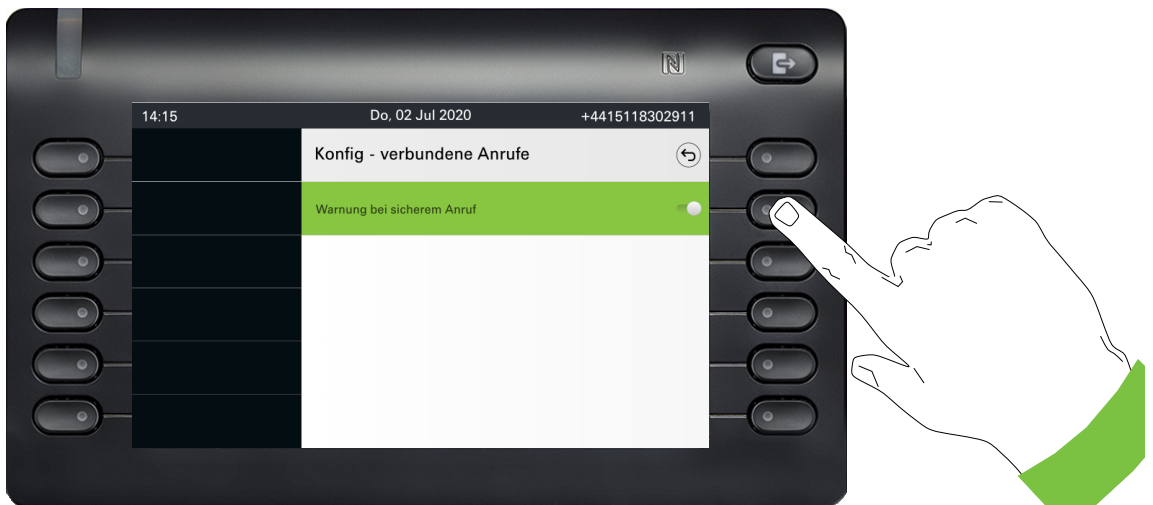 14:15 Do, 02 Jul 2020 +4415118302911
Konfig - verbundene Anrufe
Warnung bei sicherem Anruf